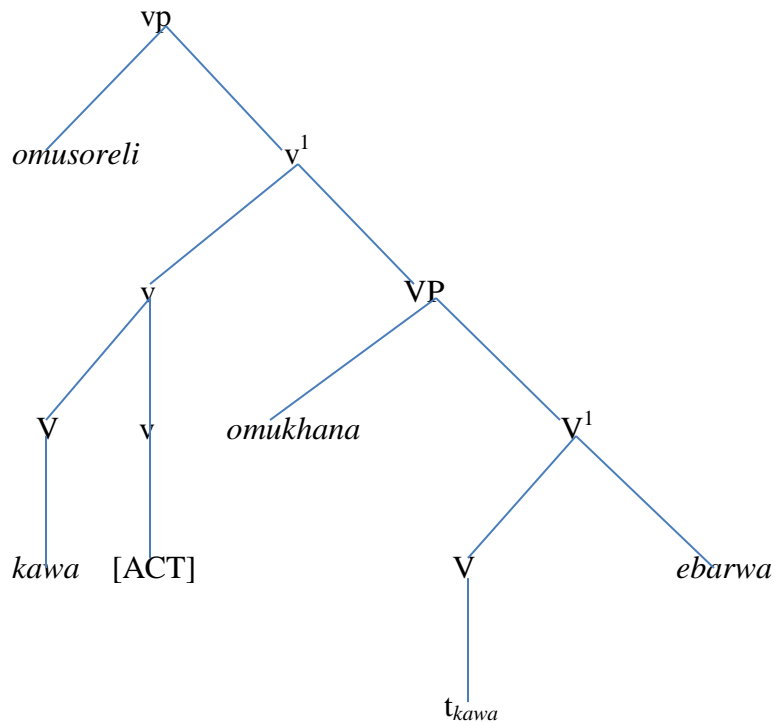 vp
omusoreli v¹
v VP
V v omukhana V¹
kawa [ACT] V ebarwa
tkawa